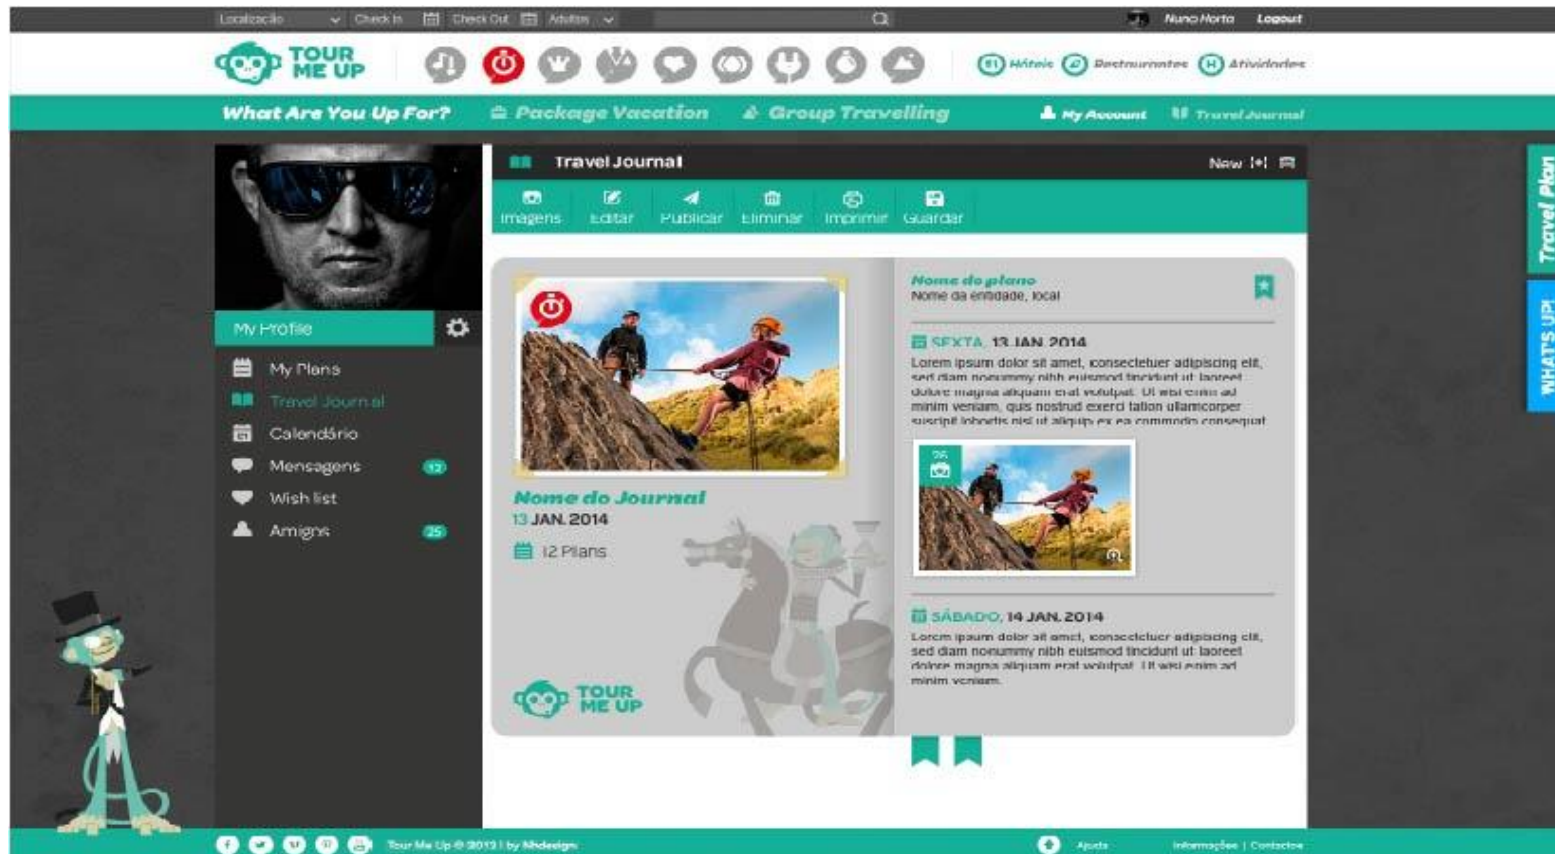 Localização Check In Check Out Adultos Nuno Horta Logout
TOUR
ME UP
Hóteis Restaurantes Atividades
What Are You Up For? Package Vacation Group Travelling My Account Travel Journal
Travel Journal New
Imagens Editar Publicar Eliminar Imprimir Guardar
My Profile
My Plans
Travel Journal
Calendário
Mensagens 12
Wish list
Amigos 25
Nome do Journal
13 JAN. 2014
12 Plans
TOUR
ME UP
Nome do plano
Nome da entidade, local
SEXTA, 13 JAN. 2014
Lorem ipsum dolor sit amet, consectetuer adipiscing elit,
sed diam nonummy nibh euismod tincidunt ut laoreet
dolore magna aliquam erat volutpat. Ut wisi enim ad
minim veniam, quis nostrud exerci tation ullamcorper
suscipit lobortis nisl ut aliquip ex ea commodo consequat
26
SÁBADO, 14 JAN. 2014
Lorem ipsum dolor sit amet, consectetuer adipiscing elit,
sed diam nonummy nibh euismod tincidunt ut laoreet
dolore magna aliquam erat volutpat. Ut wisi enim ad
minim veniam.
Travel Plan
WHAT'S UP!
Tour Me Up © 2013 | by Nhdesign Ajuda Informações | Contactos